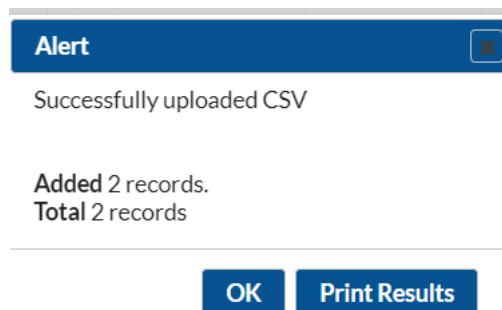 Alert
Successfully uploaded CSV
Added 2 records.
Total 2 records
OK
Print Results